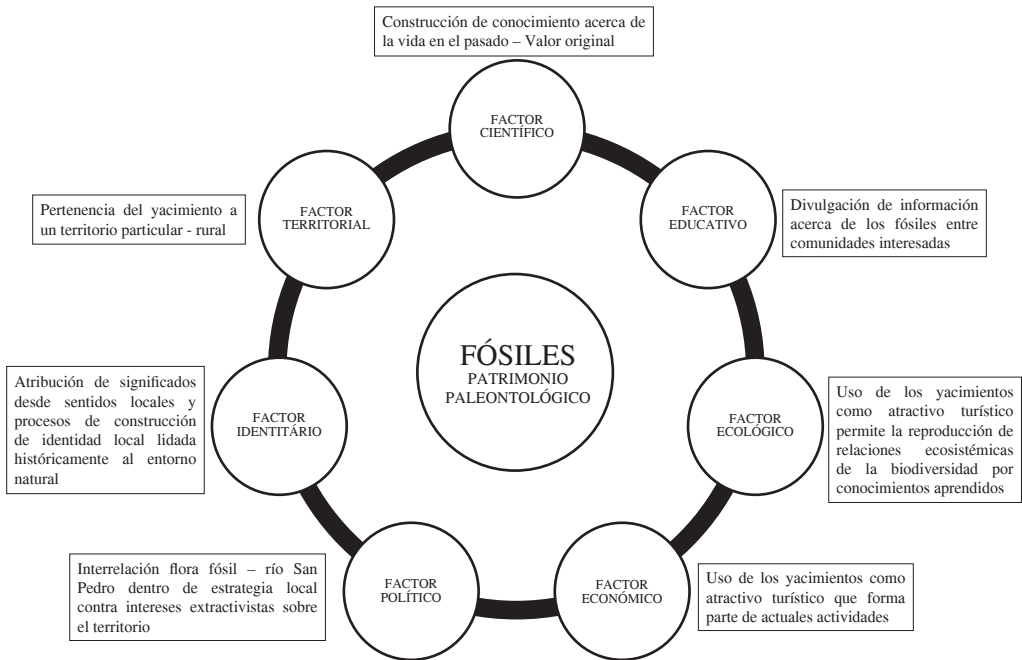 Construcción de conocimiento acerca de
la vida en el pasado – Valor original
FACTOR
CIENTÍFICO
FACTOR
TERRITORIAL
FACTOR
EDUCATIVO
Pertenencia del yacimiento a
un territorio particular - rural
Divulgación de información
acerca de los fósiles entre
comunidades interesadas
FÓSILES
PATRIMONIO
PALEONTOLÓGICO
Atribución de significados
desde sentidos locales y
procesos de construcción
de identidad local lidada
históricamente al entorno
natural
FACTOR
IDENTITÁRIO
FACTOR
ECOLÓGICO
Uso de los yacimientos
como atractivo turístico
permite la reproducción de
relaciones ecosistémicas
de la biodiversidad por
conocimientos aprendidos
Interrelación flora fósil – río San
Pedro dentro de estrategia local
contra intereses extractivistas sobre
el territorio
FACTOR
POLÍTICO
FACTOR
ECONÓMICO
Uso de los yacimientos como
atractivo turístico que forma
parte de actuales actividades